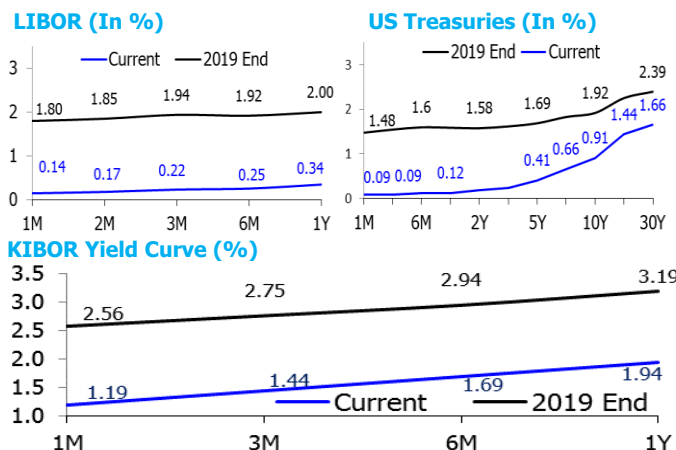 LIBOR (In %)
Current 2019 End
3
2
1
0
1.80 1.85 1.94 1.92 2.00
0.14 0.17 0.22 0.25 0.34
1M 2M 3M 6M 1Y
US Treasuries (In %)
2019 End Current
3
2
1
0
1.48 1.6 1.58 1.69 1.92 2.39
0.09 0.09 0.12 0.41 0.66 0.91 1.44 1.66
1M 6M 2Y 5Y 10Y 30Y
KIBOR Yield Curve (%)
3.5
3.0
2.5
2.0
1.5
1.0
2.56 2.75 2.94 3.19
1.19 1.44 1.69 1.94
Current 2019 End
1M 3M 6M 1Y